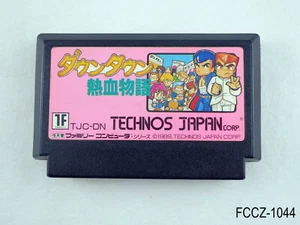 ダウンタウン
熱血物語
1F
TJC-DN TECHNOS JAPAN CORP.
ファミリー コンピュータ シリーズ ©1989 TECHNOS JAPAN CORP.
FCCZ-1044